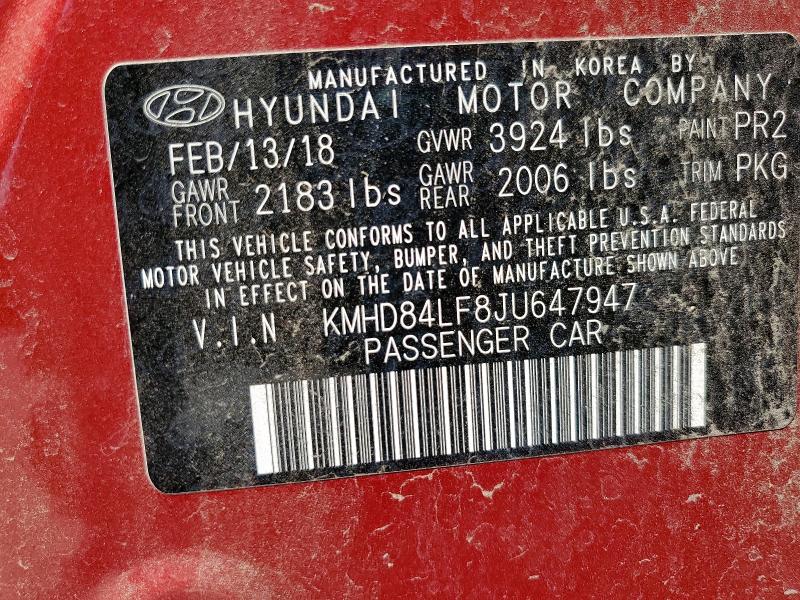 MANUFACTURED IN KOREA BY
HYUNDAI MOTOR COMPANY
FEB/13/18 GVWR 3924 lbs PAINT PR2
GAWR FRONT 2183 lbs GAWR REAR 2006 lbs TRIM PKG
THIS VEHICLE CONFORMS TO ALL APPLICABLE U.S.A. FEDERAL
MOTOR VEHICLE SAFETY, BUMPER, AND THEFT PREVENTION STANDARDS
IN EFFECT ON THE DATE OF MANUFACTURE SHOWN ABOVE
V.I.N KMHD84LF8JU647947
PASSENGER CAR